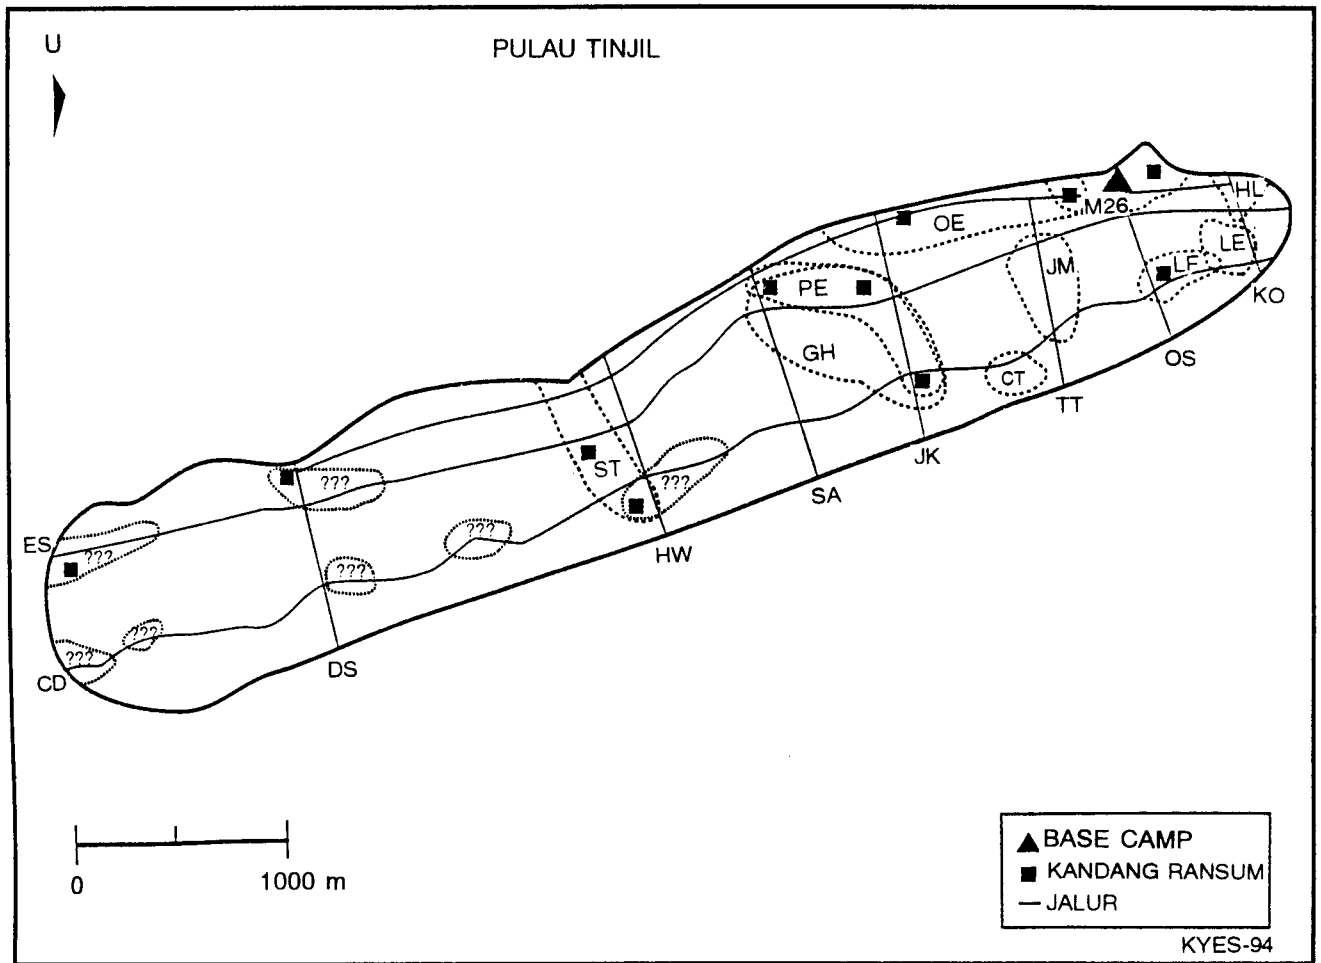 U
PULAU TINJIL
HL
M26
OE
LE
JM
LF
PE
KO
GH
OS
CT
TT
JK
ST
???
???
SA
???
ES
???
HW
???
???
DS
???
CD
0 1000 m
BASE CAMP
KANDANG RANSUM
JALUR
KYES-94